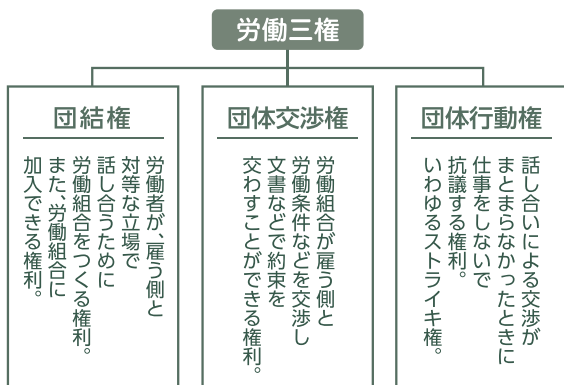 労働三権
団結権
労働者が、雇う側と
対等な立場で
話し合うために
労働組合をつくる権利。
また、労働組合に
加入できる権利。
団体交渉権
労働組合が雇う側と
労働条件などを交渉し
文書などで約束を
交わすことができる権利。
団体行動権
話し合いによる交渉が
まとまらなかったときに
仕事をしないで
抗議する権利。
いわゆるストライキ権。